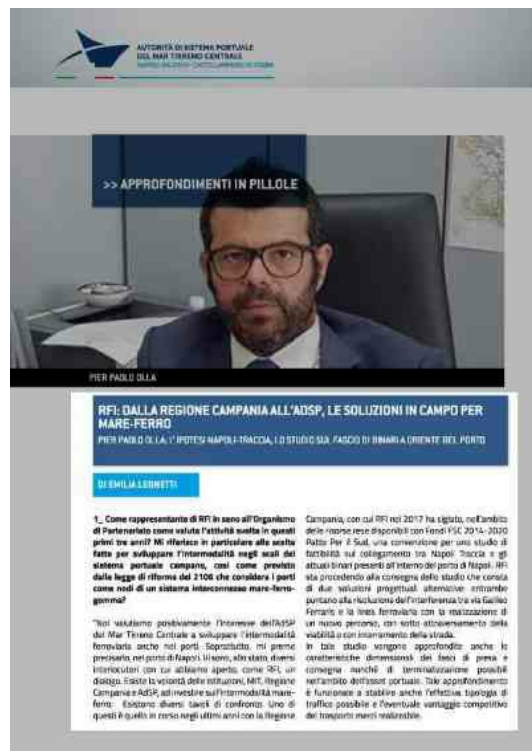 AUTORITÀ DI SISTEMA PORTUALE
DEL MAR TIRRENO CENTRALE
>> APPROFONDIMENTI IN PILLOLE
PIER PAOLO OLLA
RFI: DALLA REGIONE CAMPANIA ALL'ADSP, LE SOLUZIONI IN CAMPO PER
MARE-FERRO
PIER PAOLO OLLA: L'IPOTESI NAPOLI-TRACCIA, LO STUDIO SUL FASCIO DI BINARI A ORIENTE DEL PORTO
DI EMILIA LEONETTI
1_ Come rappresentante di RFI in seno all'Organismo
di Partenariato come valuta l'attività svolta in questi
primi tre anni? Mi riferisco in particolare alle scelte
fatte per sviluppare l'intermodalità negli scali del
sistema portuale campano, così come previsto
dalla legge di riforma del 2106 che considera i porti
come nodi di un sistema interconnesso mare-ferro-
gomma?
"Noi valutiamo positivamente l'interesse dell'AdSP
del Mar Tirreno Centrale a sviluppare l'intermodalità
ferroviaria anche nei porti. Soprattutto, mi preme
precisarlo, nel porto di Napoli. Vi sono, allo stato, diversi
interlocutori con cui abbiamo aperto, come RFI, un
dialogo. Esiste la volontà delle istituzioni, MIT, Regione
Campania e AdSP, ad investire sull'intermodalità mare-
ferro. Esistono diversi tavoli di confronto. Uno di
questi è quello in corso negli ultimi anni con la Regione
Campania, con cui RFI nel 2017 ha siglato, nell'ambito
delle risorse rese disponibili con Fondi FSC 2014-2020
Patto Per il Sud, una convenzione per uno studio di
fattibilità sul collegamento tra Napoli Traccia e gli
attuali binari presenti all'interno del porto di Napoli. RFI
sta procedendo alla consegna dello studio che consta
di due soluzioni progettuali alternative: entrambe
puntano alla risoluzione dell'interferenza tra via Galileo
Ferraris e la linea ferroviaria con la realizzazione di
un nuovo percorso, con sotto attraversamento della
viabilità o con interramento della strada.
In tale studio vengono approfondite anche le
caratteristiche dimensionali dei fasci di presa e
consegna nonché di terminalizzazione possibili
nell'ambito dell'asset portuale. Tale approfondimento
è funzionale a stabilire anche l'effettiva tipologia di
traffico possibile e l'eventuale vantaggio competitivo
del trasporto merci realizzabile.